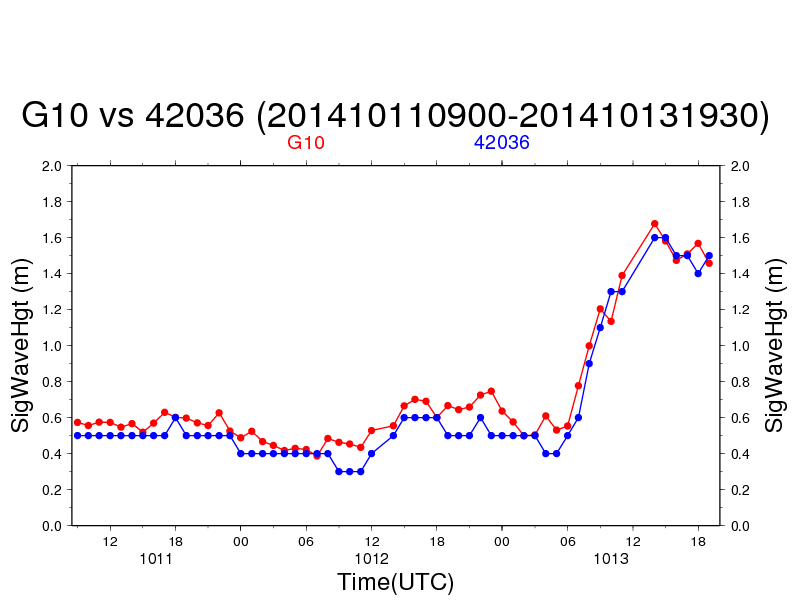 G10 vs 42036 (201410110900-201410131930)
G10 42036
2.0 2.0
1.8 1.8
1.6 1.6
1.4 1.4
1.2 1.2
1.0 1.0
0.8 0.8
0.6 0.6
0.4 0.4
0.2 0.2
0.0 0.0
SigWaveHgt (m)
SigWaveHgt (m)
12 18 00 06 12 18 00 06 12 18
1011 1012 1013
Time(UTC)